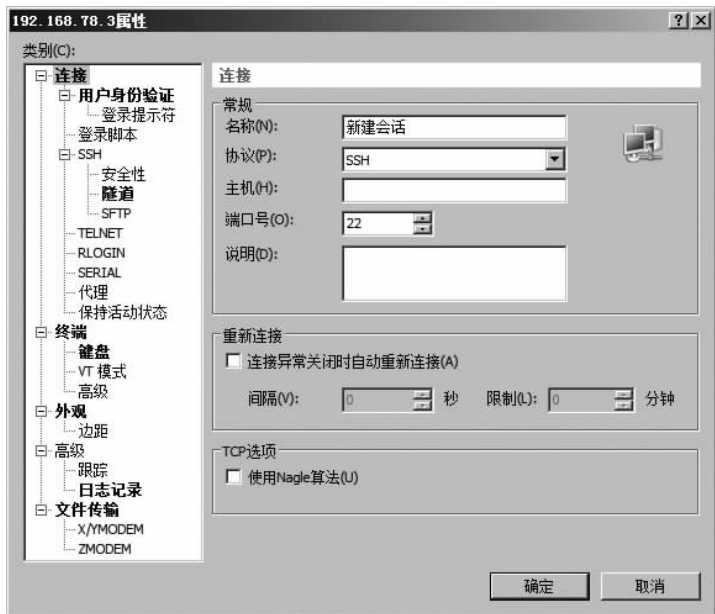 192.168.78.3属性
类别(C):
连接
用户身份验证
登录提示符
登录脚本
SSH
安全性
隧道
SFTP
TELNET
RLOGIN
SERIAL
代理
保持活动状态
终端
键盘
VT 模式
高级
外观
边距
高级
跟踪
日志记录
文件传输
X/YMODEM
ZMODEM
连接
常规
名称(N): 新建会话
协议(P): SSH
主机(H):
端口号(O): 22
说明(D):
重新连接
连接异常关闭时自动重新连接(A)
间隔(V): 0 秒 限制(L): 0 分钟
TCP选项
使用Nagle算法(U)
确定 取消